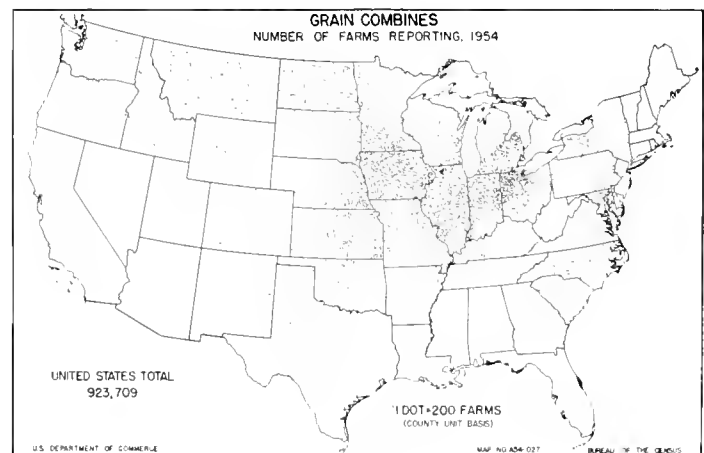 GRAIN COMBINES
NUMBER OF FARMS REPORTING, 1954
UNITED STATES TOTAL
923,709
1 DOT=200 FARMS
(COUNTY UNIT BASIS)
U.S. DEPARTMENT OF COMMERCE
MAP NO. A54-027
BUREAU OF THE CENSUS